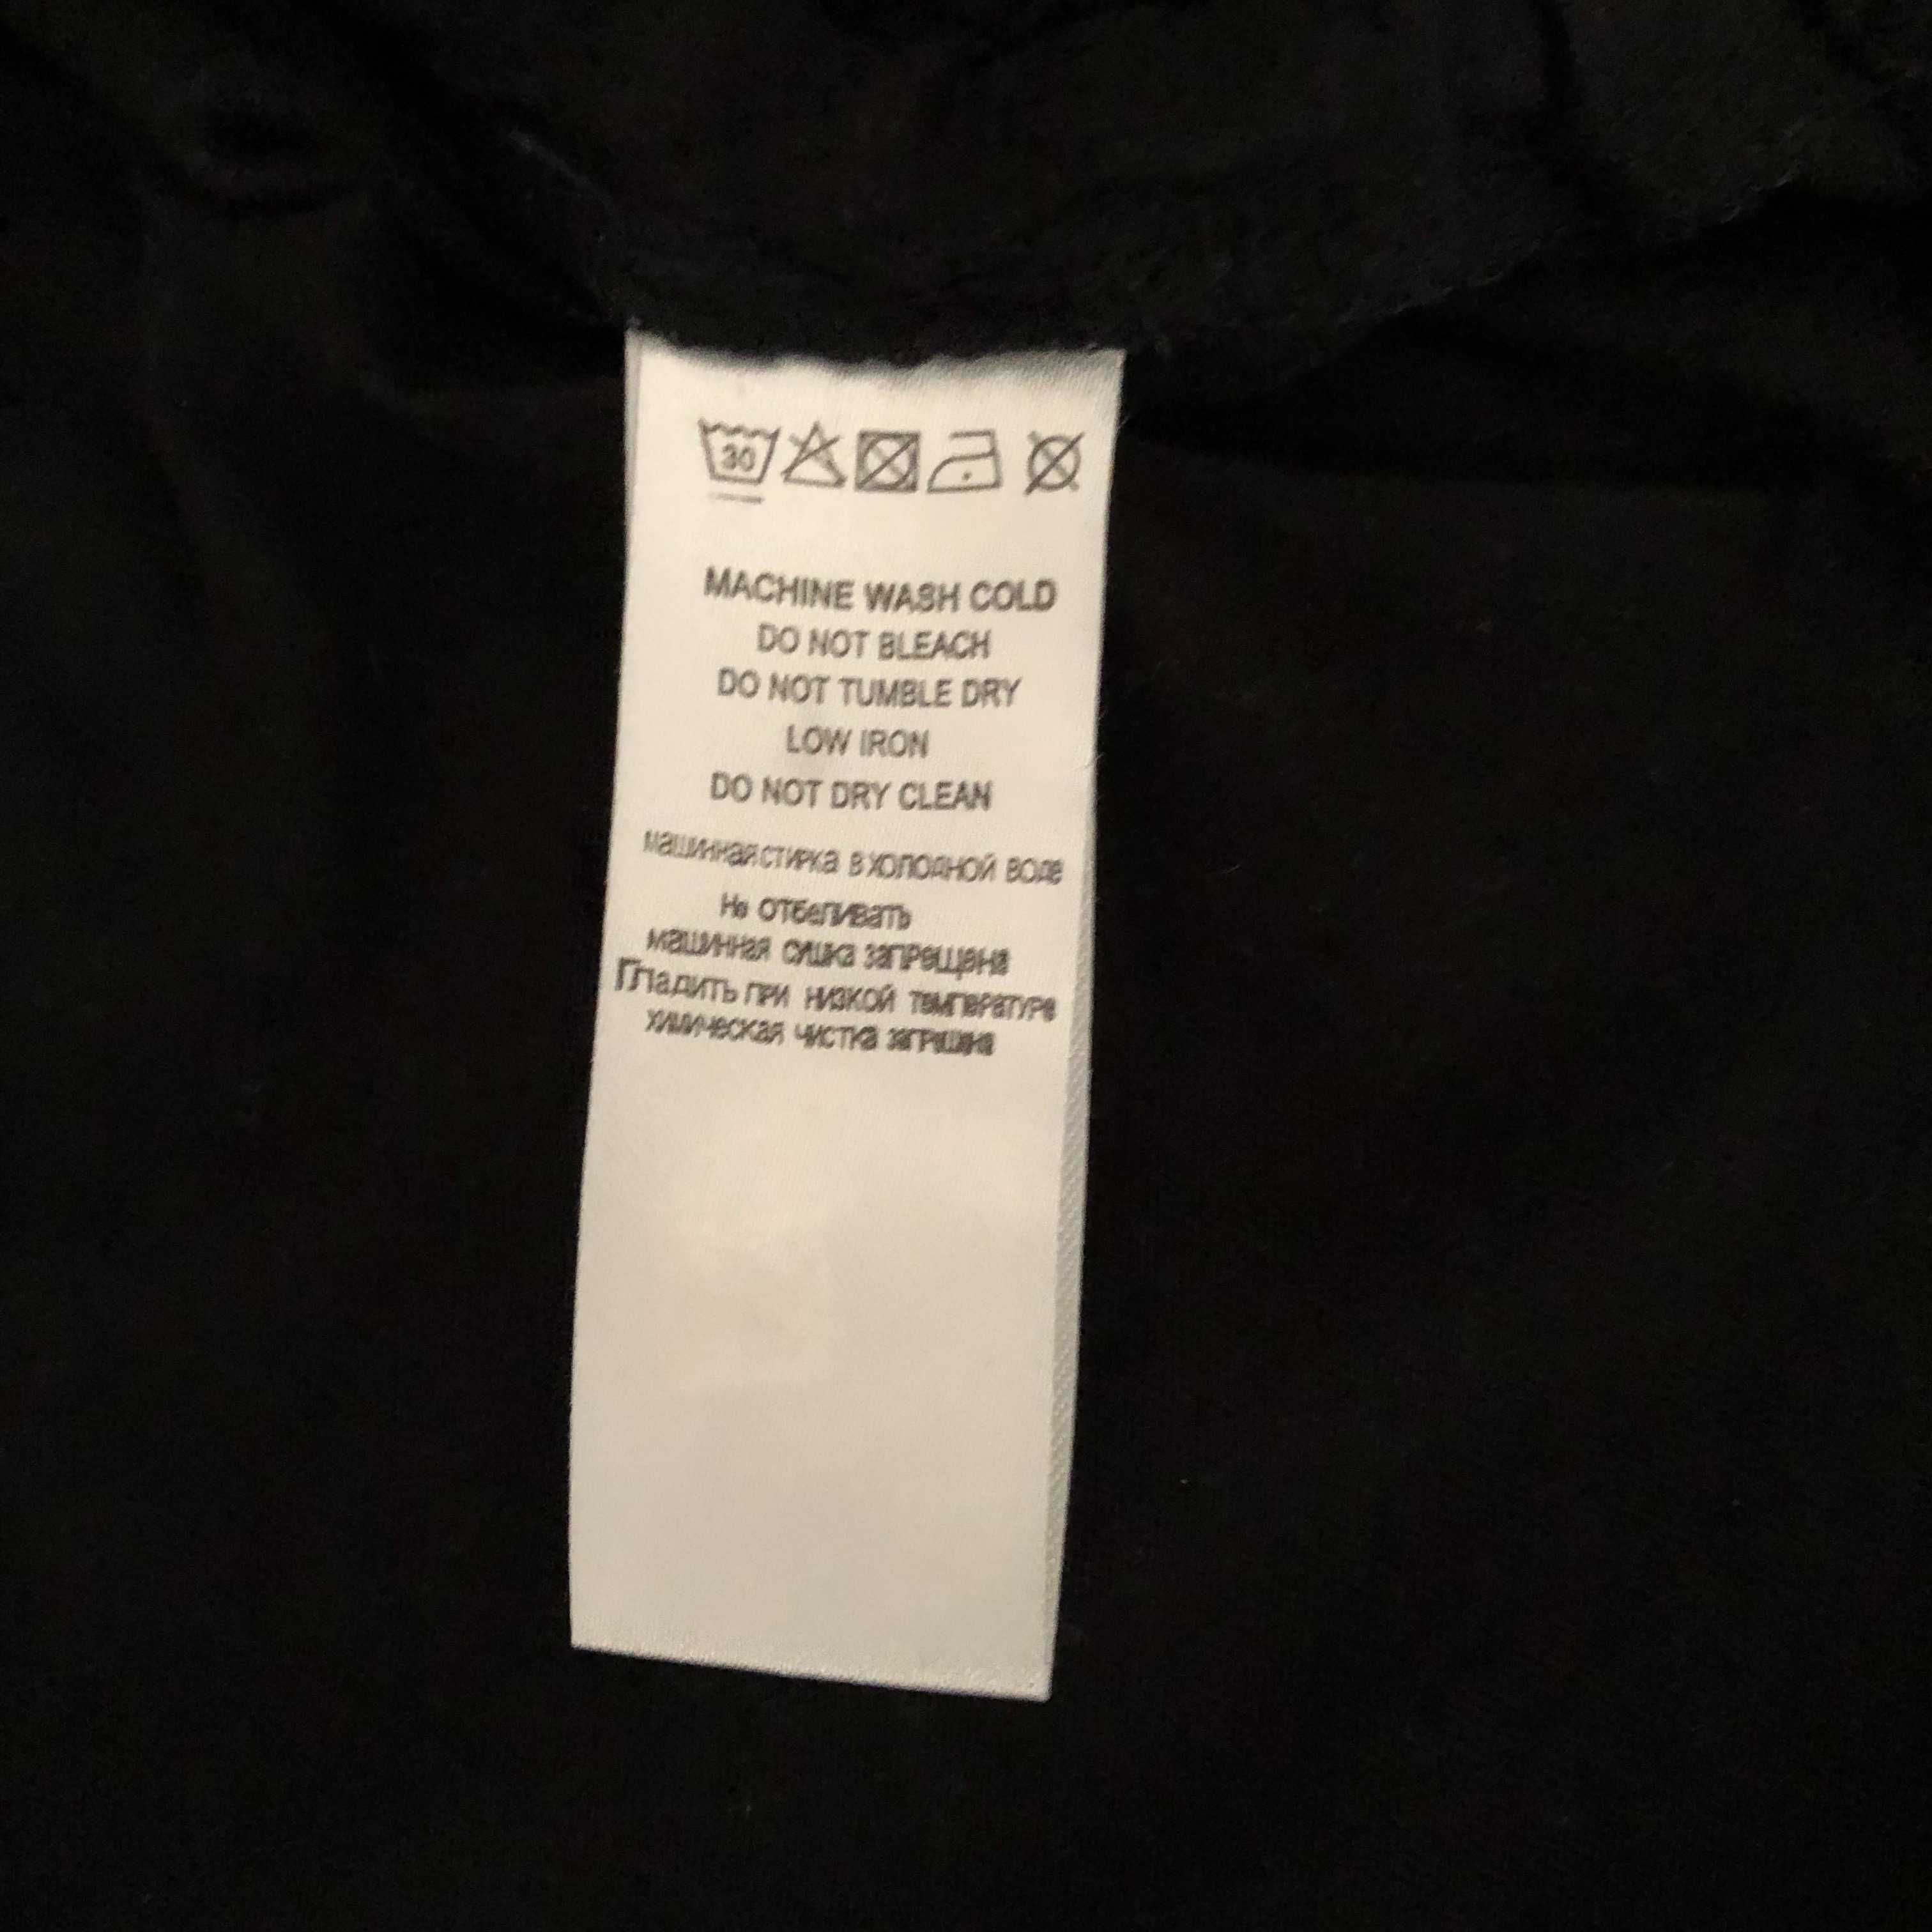 30
MACHINE WASH COLD
DO NOT BLEACH
DO NOT TUMBLE DRY
LOW IRON
DO NOT DRY CLEAN
машинная стирка в холодной воде
Не отбеливать
машинная сушка запрещена
Гладить при низкой температуре
химическая чистка